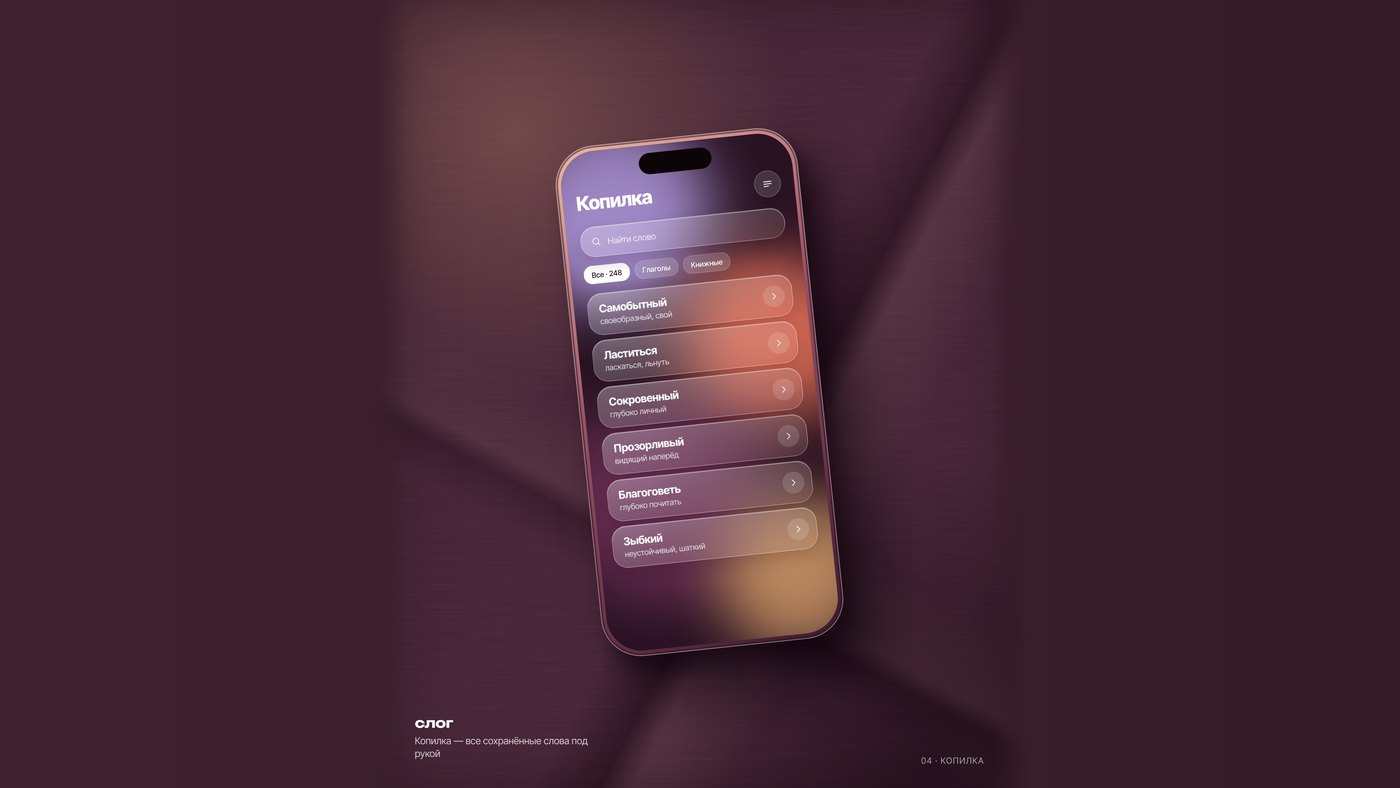 Копилка
Найти слово
Все · 248 Глаголы Книжные
Самобытный
своеобразный, свой
Ластиться
ласкаться, льнуть
Сокровенный
глубоко личный
Прозорливый
видящий наперёд
Благоговеть
глубоко почитать
Зыбкий
неустойчивый, шаткий
слог
Копилка — все сохранённые слова под
рукой
04 · КОПИЛКА